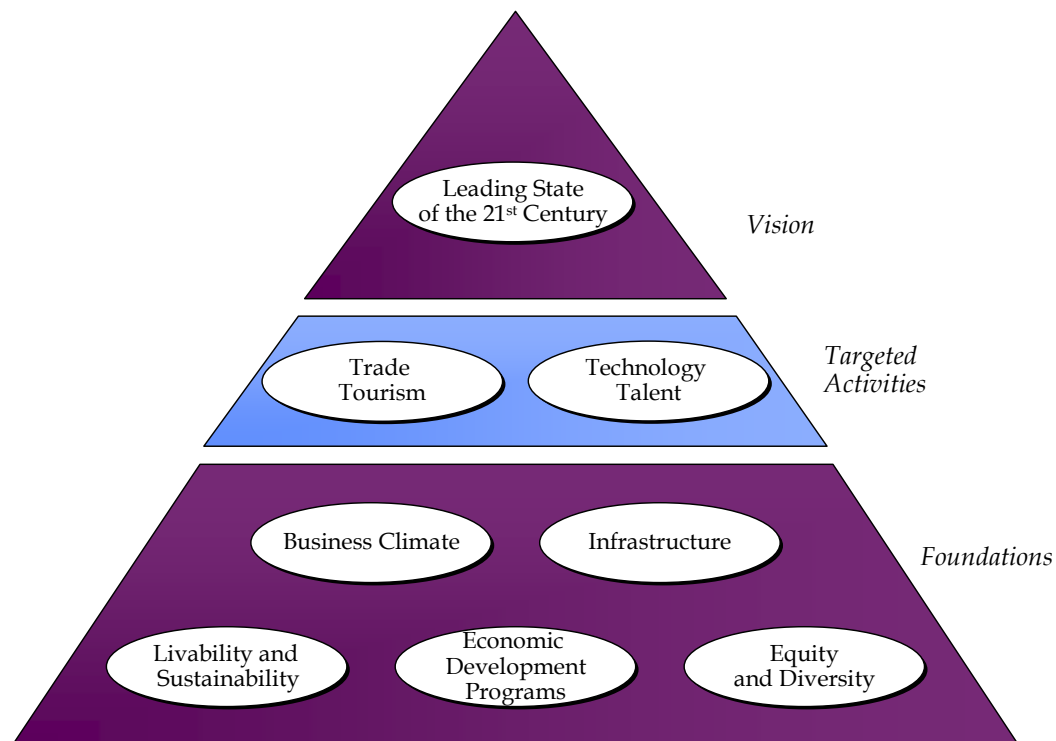 Leading State
of the 21st Century
Vision
Trade
Tourism
Technology
Talent
Targeted
Activities
Business Climate
Infrastructure
Foundations
Livability and
Sustainability
Economic
Development
Programs
Equity
and Diversity